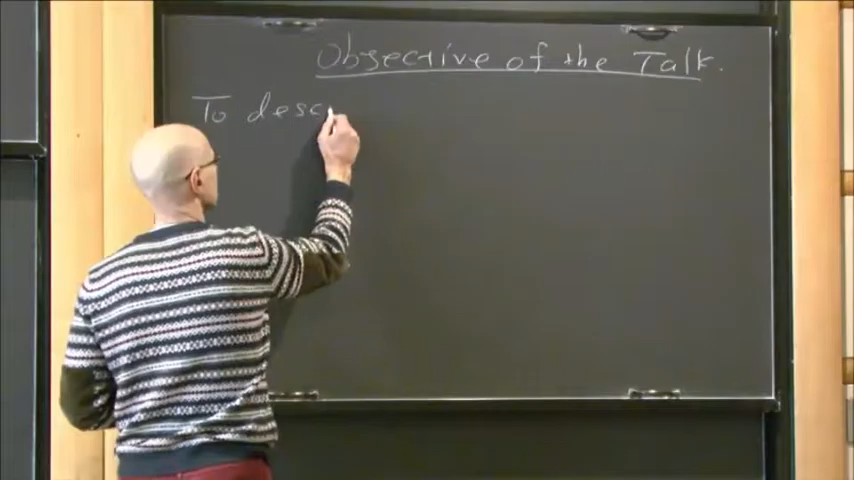 Objective of the Talk.
To desc